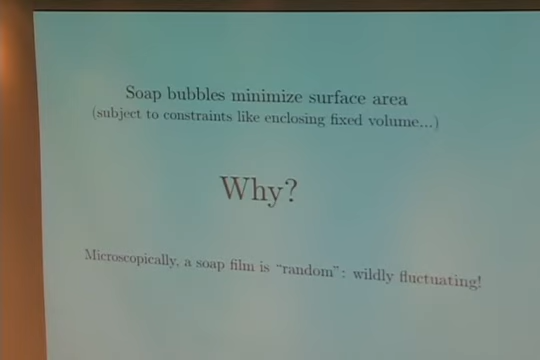 Soap bubbles minimize surface area
(subject to constraints like enclosing fixed volume...)
Why?
Microscopically, a soap film is “random”: wildly fluctuating!